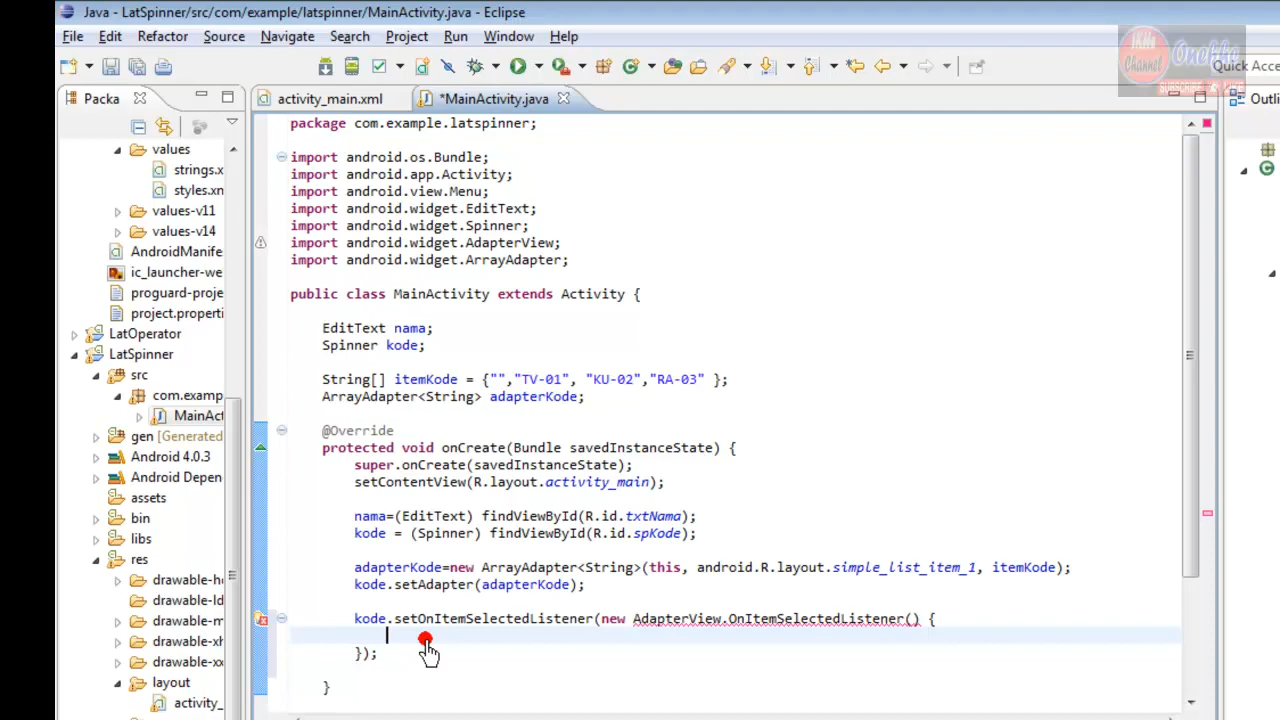 Java - LatSpinner/src/com/example/latspinner/MainActivity.java - Eclipse
File Edit Refactor Source Navigate Search Project Run Window Help
1KHz
Channel
Onekhz
SUBSCRIBE & LIKE
Quick Acce
Packa
activity_main.xml
*MainActivity.java
Outli
values
strings.x
styles.xn
values-v11
values-v14
AndroidManife
ic_launcher-we
proguard-proje
project.properti
LatOperator
LatSpinner
src
com.examp
MainAct
gen [Generated
Android 4.0.3
Android Depen
assets
bin
libs
res
drawable-h
drawable-ld
drawable-m
drawable-xh
drawable-xx
layout
activity_
package com.example.latspinner;
import android.os.Bundle;
import android.app.Activity;
import android.view.Menu;
import android.widget.EditText;
import android.widget.Spinner;
import android.widget.AdapterView;
import android.widget.ArrayAdapter;
public class MainActivity extends Activity {
EditText nama;
Spinner kode;
String[] itemKode = {"","TV-01", "KU-02","RA-03" };
ArrayAdapter<String> adapterKode;
@Override
protected void onCreate(Bundle savedInstanceState) {
super.onCreate(savedInstanceState);
setContentView(R.layout.activity_main);
nama=(EditText) findViewById(R.id.txtNama);
kode = (Spinner) findViewById(R.id.spKode);
adapterKode=new ArrayAdapter<String>(this, android.R.layout.simple_list_item_1, itemKode);
kode.setAdapter(adapterKode);
kode.setOnItemSelectedListener(new AdapterView.OnItemSelectedListener() {
});
}